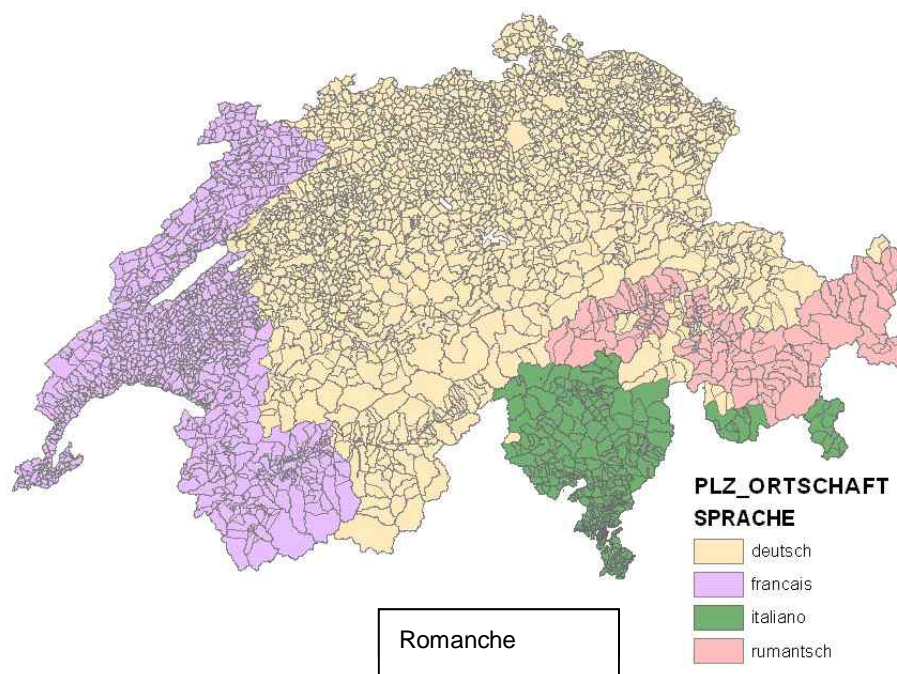 PLZ_ORTSCHAFT
SPRACHE
deutsch
francais
italiano
rumantsch
Romanche